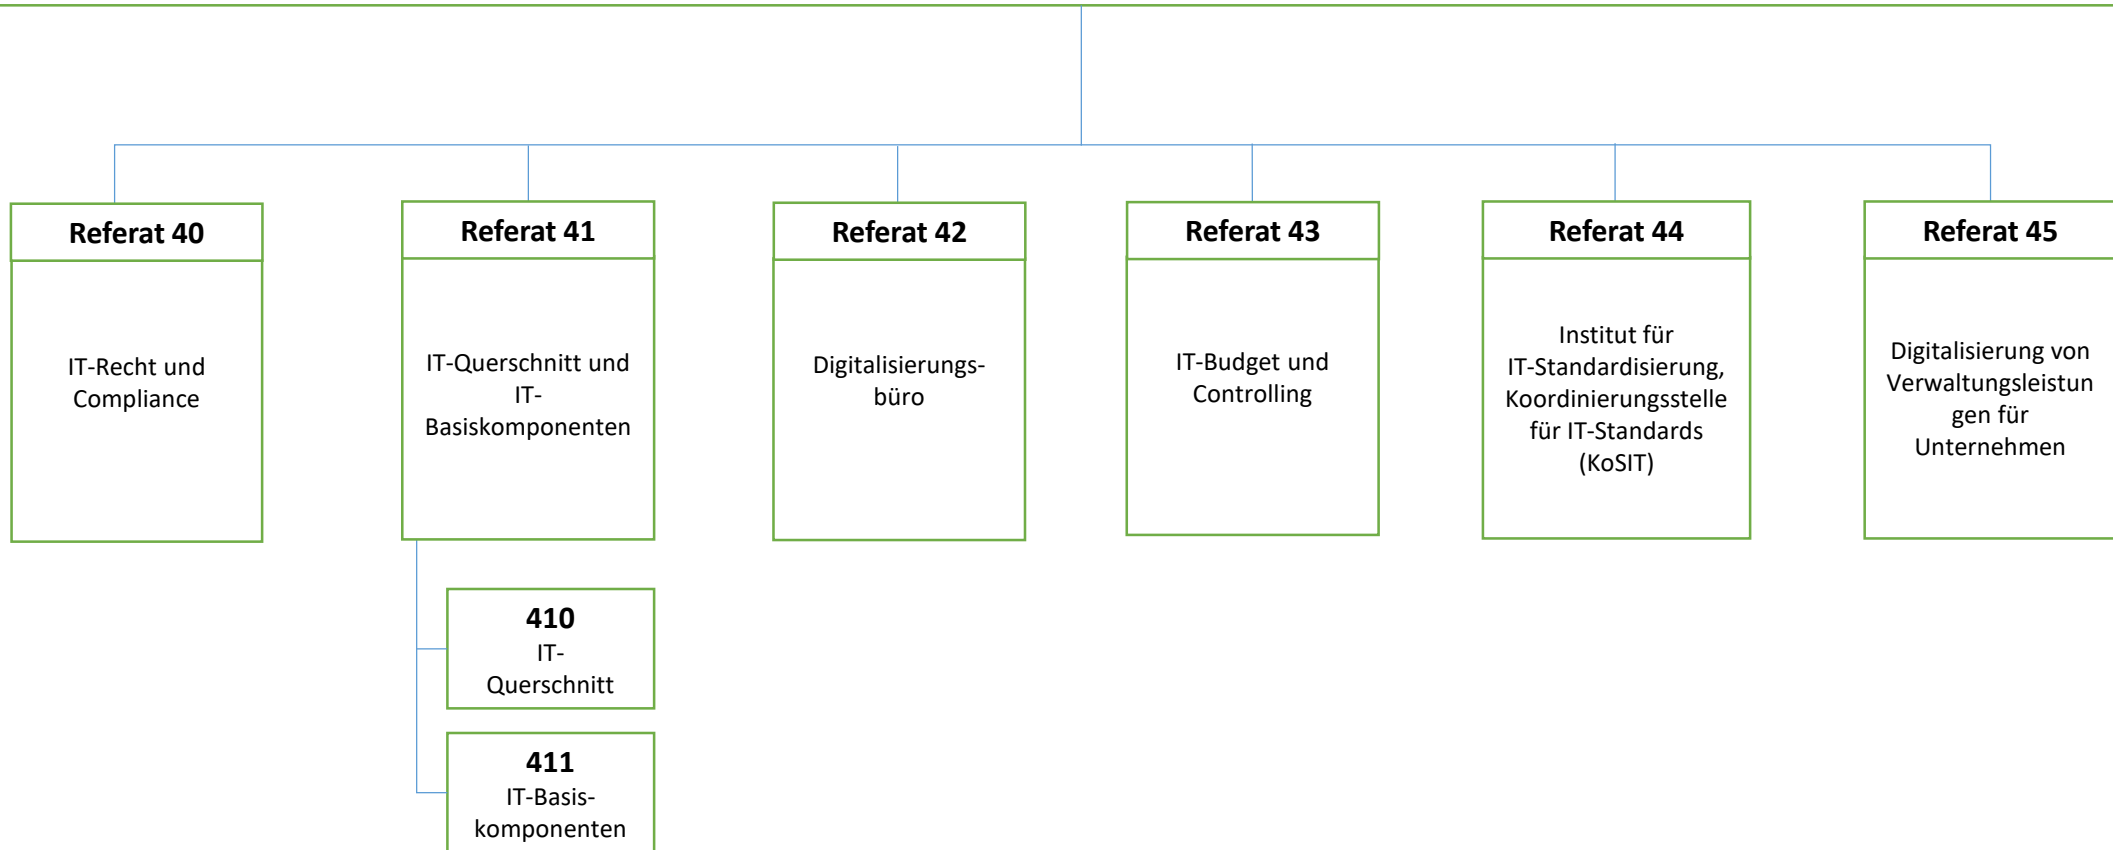 Referat 40
IT-Recht und
Compliance
Referat 41
IT-Querschnitt und
IT-
Basiskomponenten
410
IT-
Querschnitt
411
IT-Basis-
komponenten
Referat 42
Digitalisierungs-
büro
Referat 43
IT-Budget und
Controlling
Referat 44
Institut für
IT-Standardisierung,
Koordinierungsstelle
für IT-Standards
(KoSIT)
Referat 45
Digitalisierung von
Verwaltungsleistun
gen für
Unternehmen